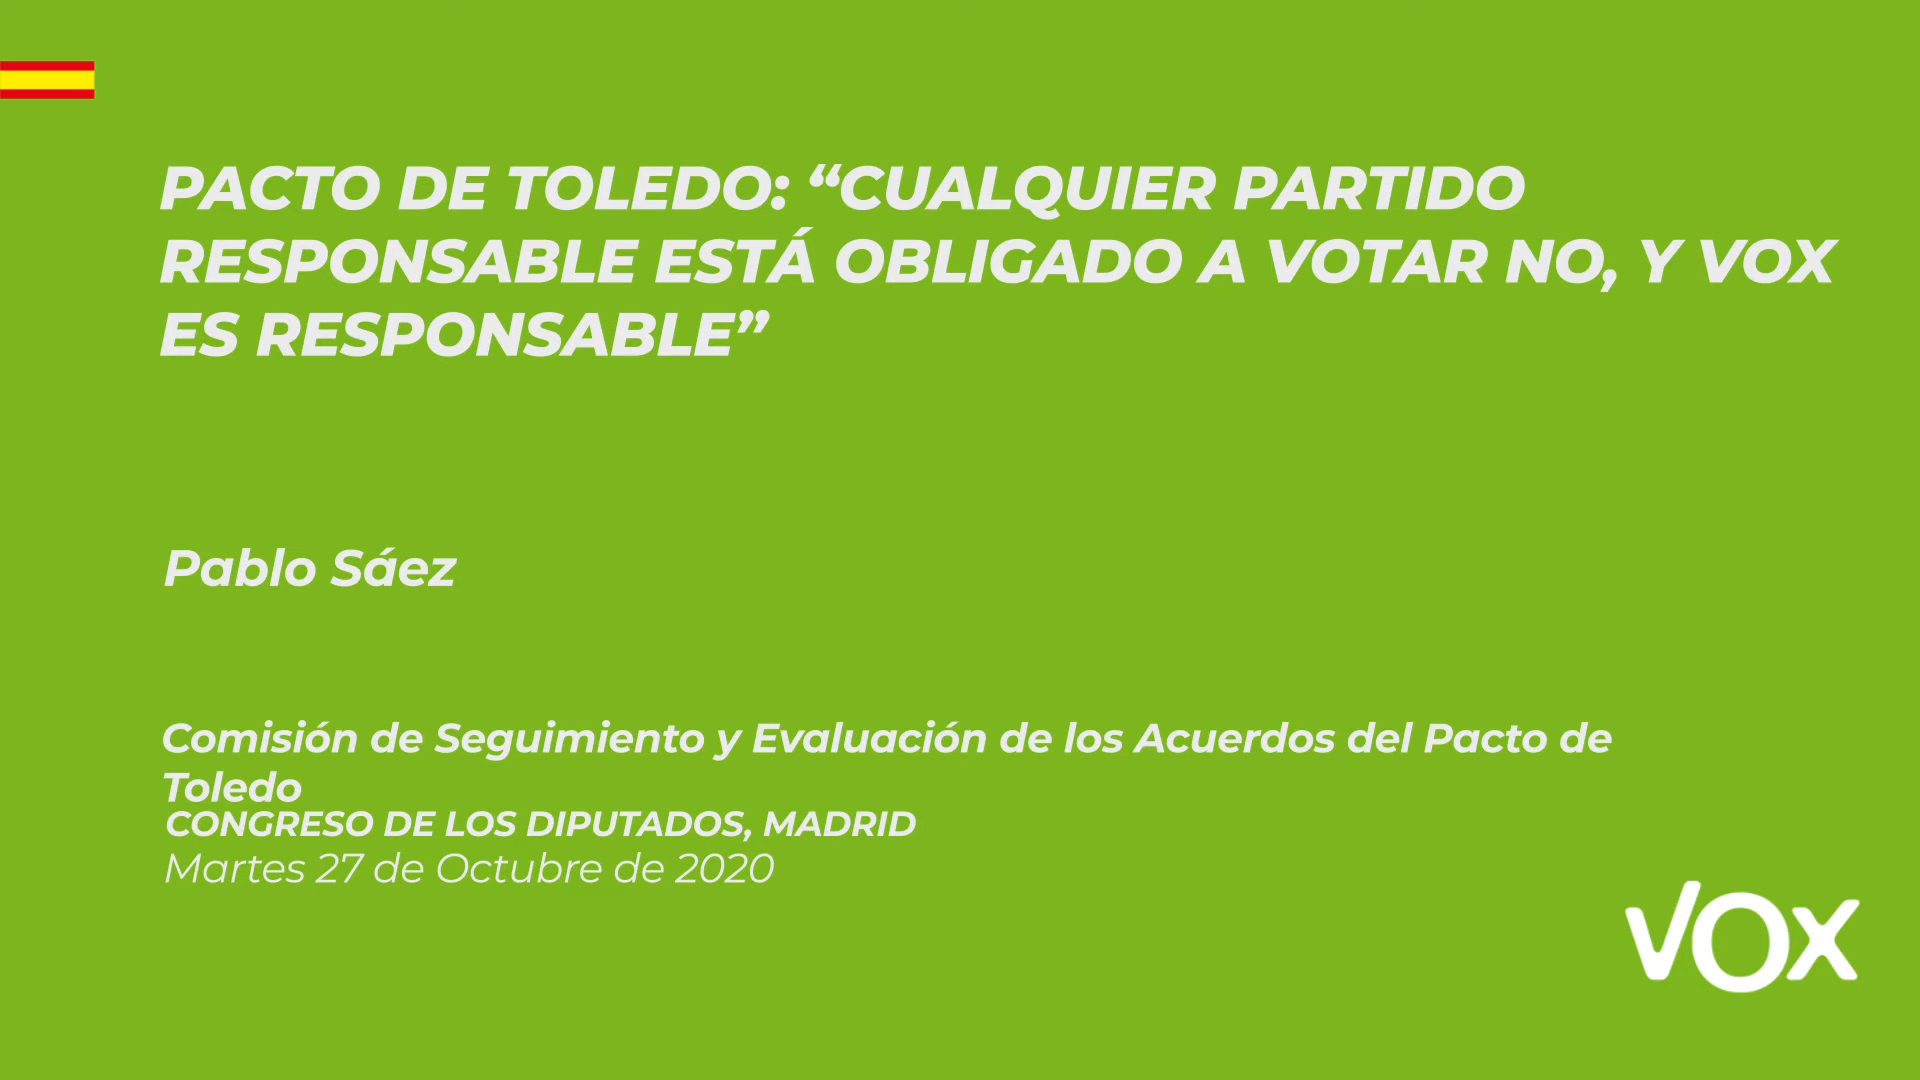 PACTO DE TOLEDO: “CUALQUIER PARTIDO
RESPONSABLE ESTÁ OBLIGADO A VOTAR NO, Y VOX
ES RESPONSABLE”
Pablo Sáez
Comisión de Seguimiento y Evaluación de los Acuerdos del Pacto de
Toledo
CONGRESO DE LOS DIPUTADOS, MADRID
Martes 27 de Octubre de 2020
VOX